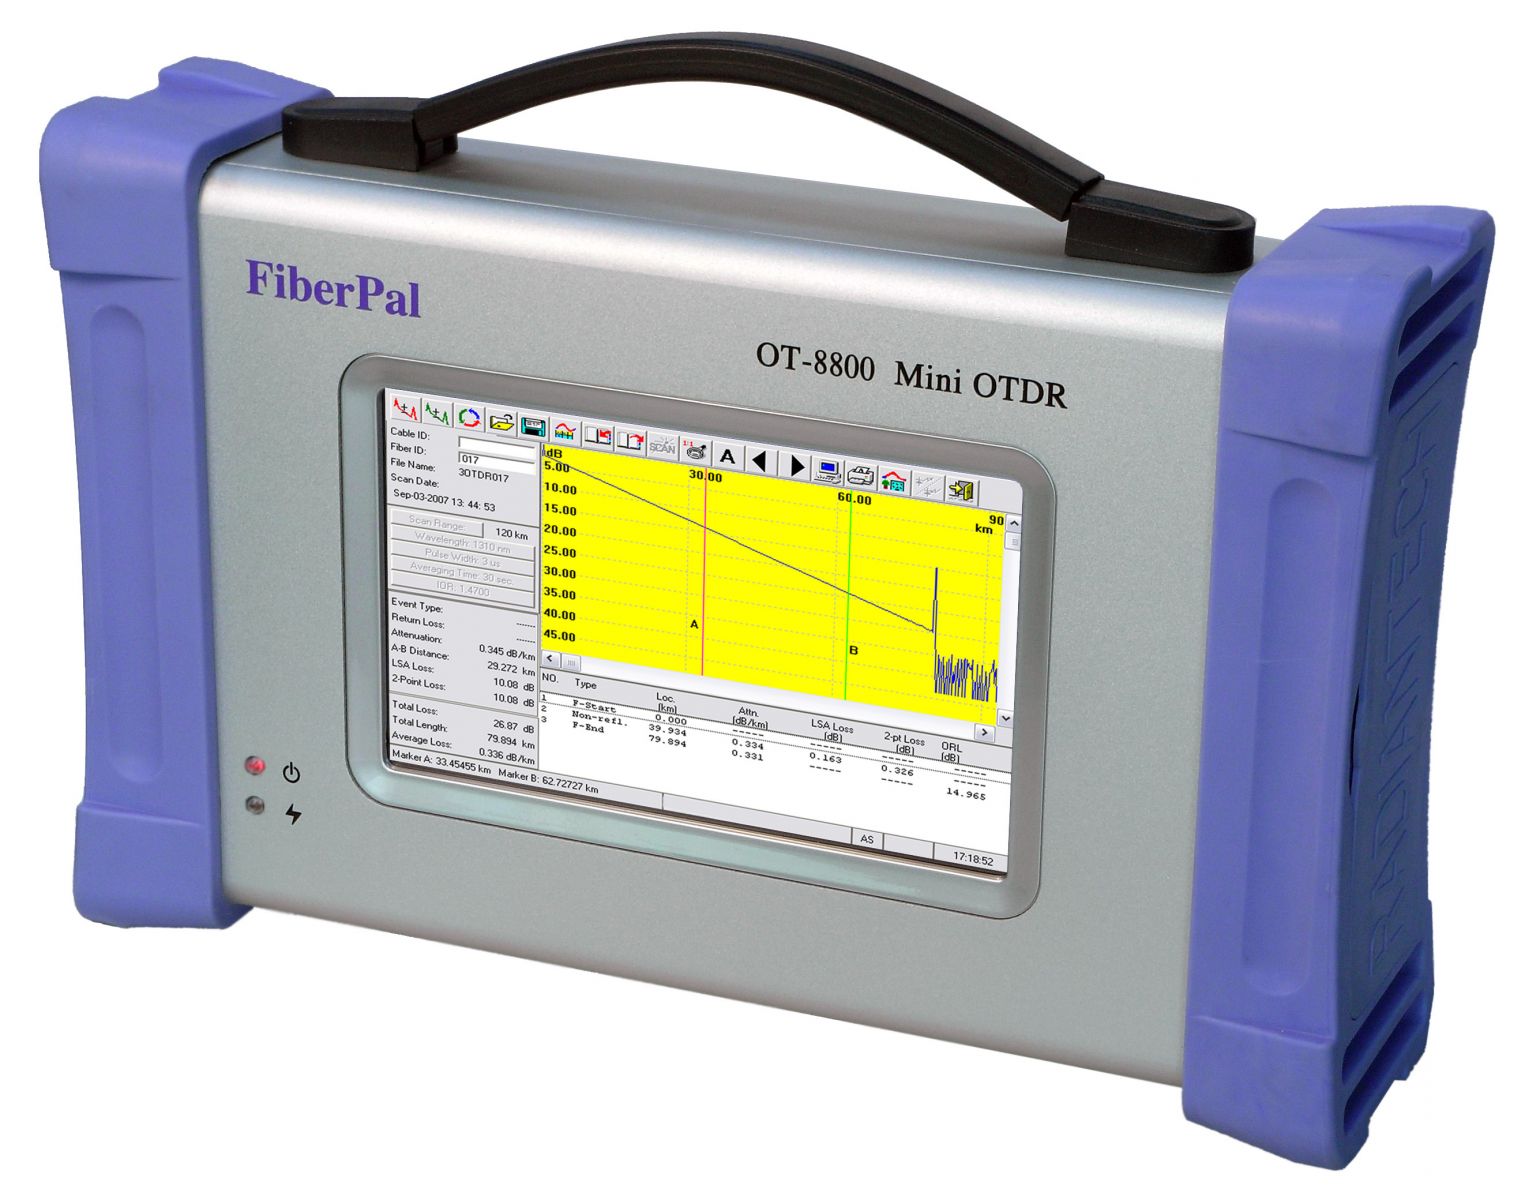 FiberPal
OT-8800 Mini OTDR
Cable ID:
Fiber ID:
017
File Name: 3OTDR017
Scan Date:
Sep-03-2007 13: 44: 53
Scan Range: 120 km
Wavelength: 1310 nm
Pulse Width: 3 us
Averaging Time: 30 sec.
IOR: 1.4700
Event Type:
Return Loss: -----
Attenuation: -----
A-B Distance: 0.345 dB/km
LSA Loss: 29.272 km
2-Point Loss: 10.08 dB
10.08 dB
Total Loss: 26.87 dB
Total Length: 79.894 km
Average Loss: 0.336 dB/km
Marker A: 33.45455 km Marker B: 62.72727 km
SCAN
1/1
A
dB
5.00
10.00
15.00
20.00
25.00
30.00
35.00
40.00
45.00
30.00
60.00
90
km
A
B
NO. Type Loc. (km) Attn. (dB/km) LSA Loss (dB) 2-pt Loss (dB) ORL (dB)
1 F-Start 0.000 ----- ----- ----- -----
2 Non-refl. 39.934 0.334 0.163 0.326 -----
3 F-End 79.894 0.331 ----- ----- 14.965
AS
17:18:52
RADIANTECH